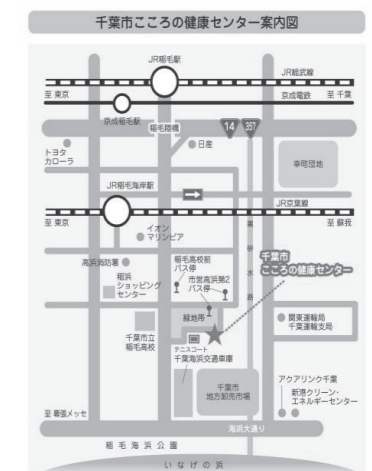 千葉市こころの健康センター案内図
JR稲毛駅
JR総武線
至 東京
京成電鉄
至 千葉
京成稲毛駅
稲毛陸橋
14
357
トヨタ
カローラ
日産
幸町団地
JR稲毛海岸駅
JR京葉線
至 東京
至 蘇我
イオン
マリンピア
高浜消防署
稲毛高校前
バス停
千葉市
こころの健康センター
稲浜
ショッピング
センター
市営高浜第2
バス停
緑地帯
千葉市立
稲毛高校
関東運輸局
千葉運輸支局
テニスコート
千葉海浜交通車庫
千葉市
地方卸売市場
アクアリンク千葉
新港クリーン・
エネルギーセンター
至 幕張メッセ
海浜大通り
稲毛海浜公園
いなげの浜